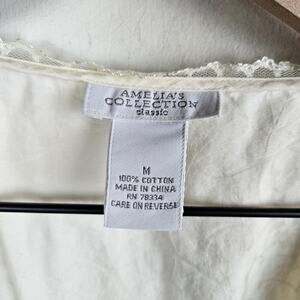 AMELIA'S
COLLECTION
classic
M
100% COTTON
MADE IN CHINA
RN 78334
CARE ON REVERSE